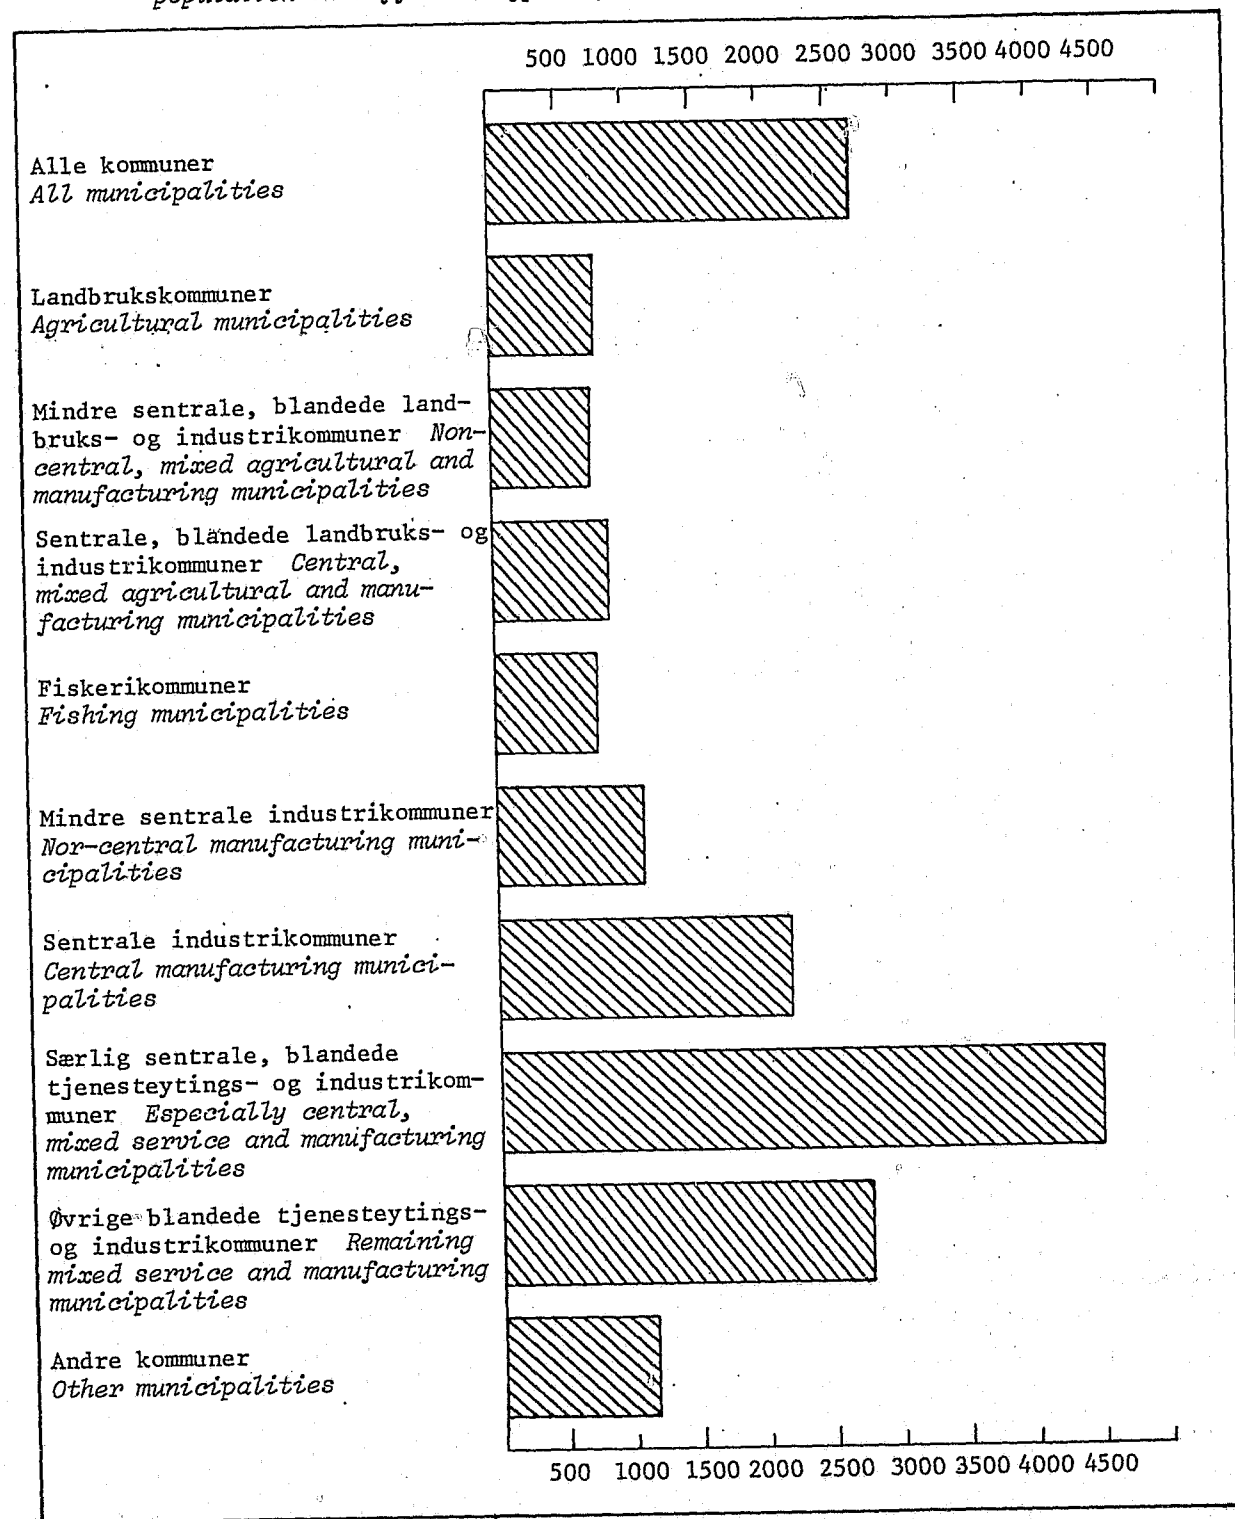 500 1000 1500 2000 2500 3000 3500 4000 4500
Alle kommuner
All municipalities
Landbrukskommuner
Agricultural municipalities
Mindre sentrale, blandede land-
bruks- og industrikommuner Non-
central, mixed agricultural and
manufacturing municipalities
Sentrale, blandede landbruks- og
industrikommuner Central,
mixed agricultural and manu-
facturing municipalities
Fiskerikommuner
Fishing municipalities
Mindre sentrale industrikommuner
Nor-central manufacturing muni-
cipalities
Sentrale industrikommuner
Central manufacturing munici-
palities
Særlig sentrale, blandede
tjenesteytings- og industrikom-
muner Especially central,
mixed service and manufacturing
municipalities
Øvrige blandede tjenesteytings-
og industrikommuner Remaining
mixed service and manufacturing
municipalities
Andre kommuner
Other municipalities
500 1000 1500 2000 2500 3000 3500 4000 4500